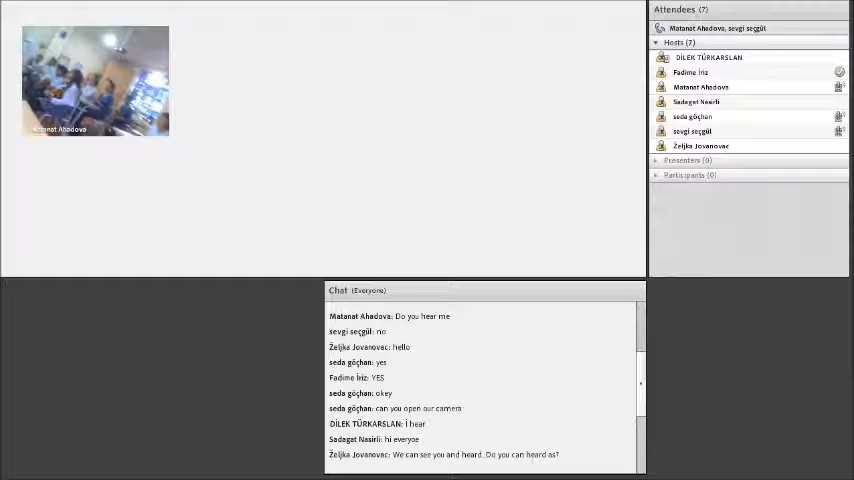 Matanat Ahadova
Attendees (7)
Matanat Ahadova, sevgi seçgül
Hosts (7)
DİLEK TÜRKARSLAN
Fadime İriz
Matanat Ahadova
Sadagat Nasirli
seda göçhan
sevgi seçgül
Željka Jovanovac
Presenters (0)
Participants (0)
Chat (Everyone)
Matanat Ahadova: Do you hear me
sevgi seçgül: no
Željka Jovanovac: hello
seda göçhan: yes
Fadime İriz: YES
seda göçhan: okey
seda göçhan: can you open our camera
DİLEK TÜRKARSLAN: İ hear
Sadagat Nasirli: hi everyoe
Željka Jovanovac: We can see you and heard. Do you can heard as?